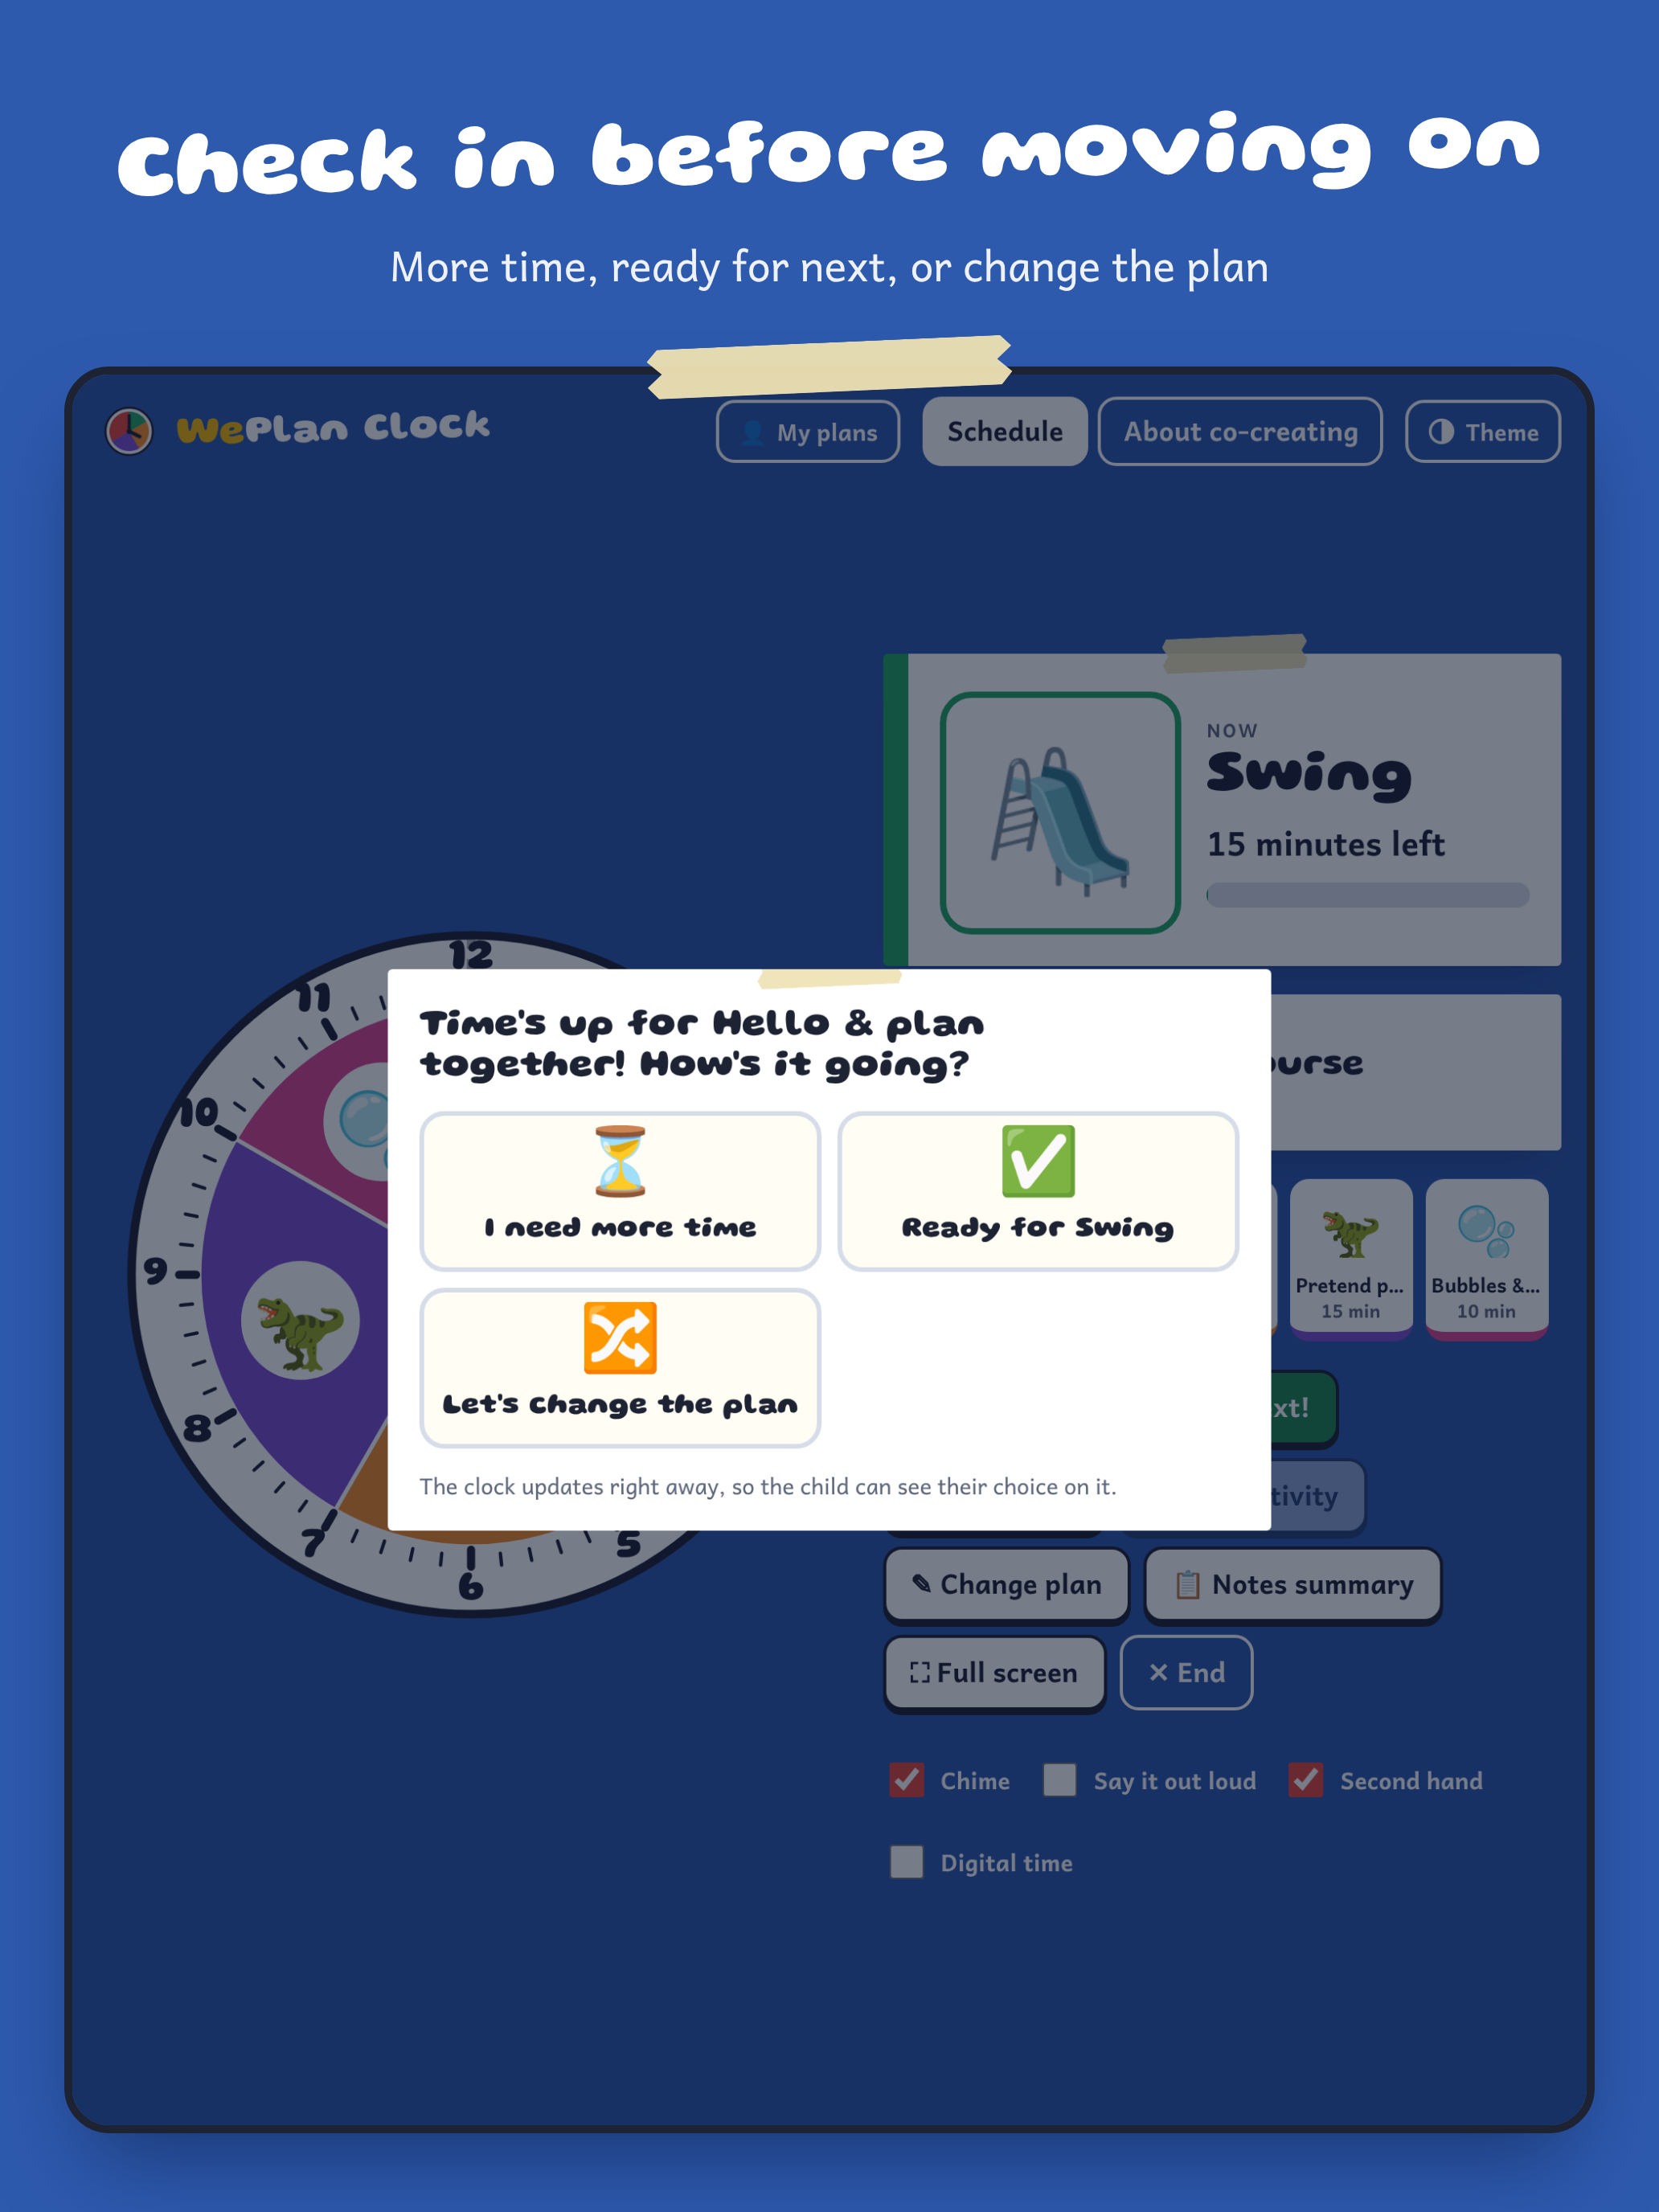 Check in before moving on
More time, ready for next, or change the plan
WePlan Clock
My plans
Schedule
About co-creating
Theme
NOW
Swing
15 minutes left
12
11
10
9
8
7
6
5
Time's up for Hello & plan
together! How's it going?
I need more time
Ready for Swing
Let's change the plan
The clock updates right away, so the child can see their choice on it.
Pretend p...
15 min
Bubbles &...
10 min
Change plan
Notes summary
Full screen
End
Chime
Say it out loud
Second hand
Digital time